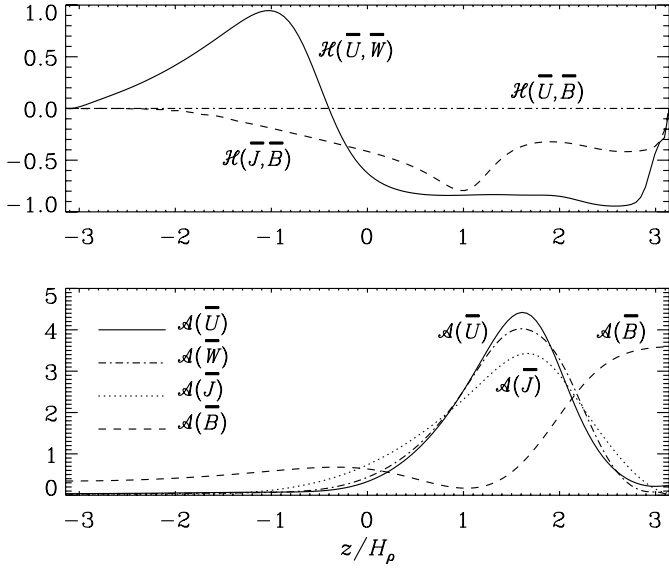 1.0
0.5
0.0
−0.5
−1.0
ℋ(U̅,W̅)
ℋ(U̅,B̅)
ℋ(J̅,B̅)
−3 −2 −1 0 1 2 3
5
4
3
2
1
0
𝒜(U̅)
𝒜(W̅)
𝒜(J̅)
𝒜(B̅)
𝒜(U̅)
𝒜(B̅)
𝒜(J̅)
−3 −2 −1 0 1 2 3
z/Hρ